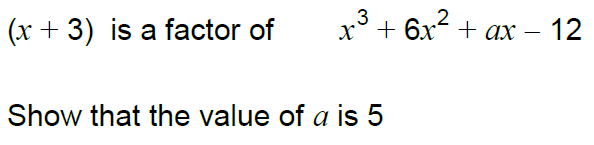 (x + 3) is a factor of x³ + 6x² + ax – 12
Show that the value of a is 5